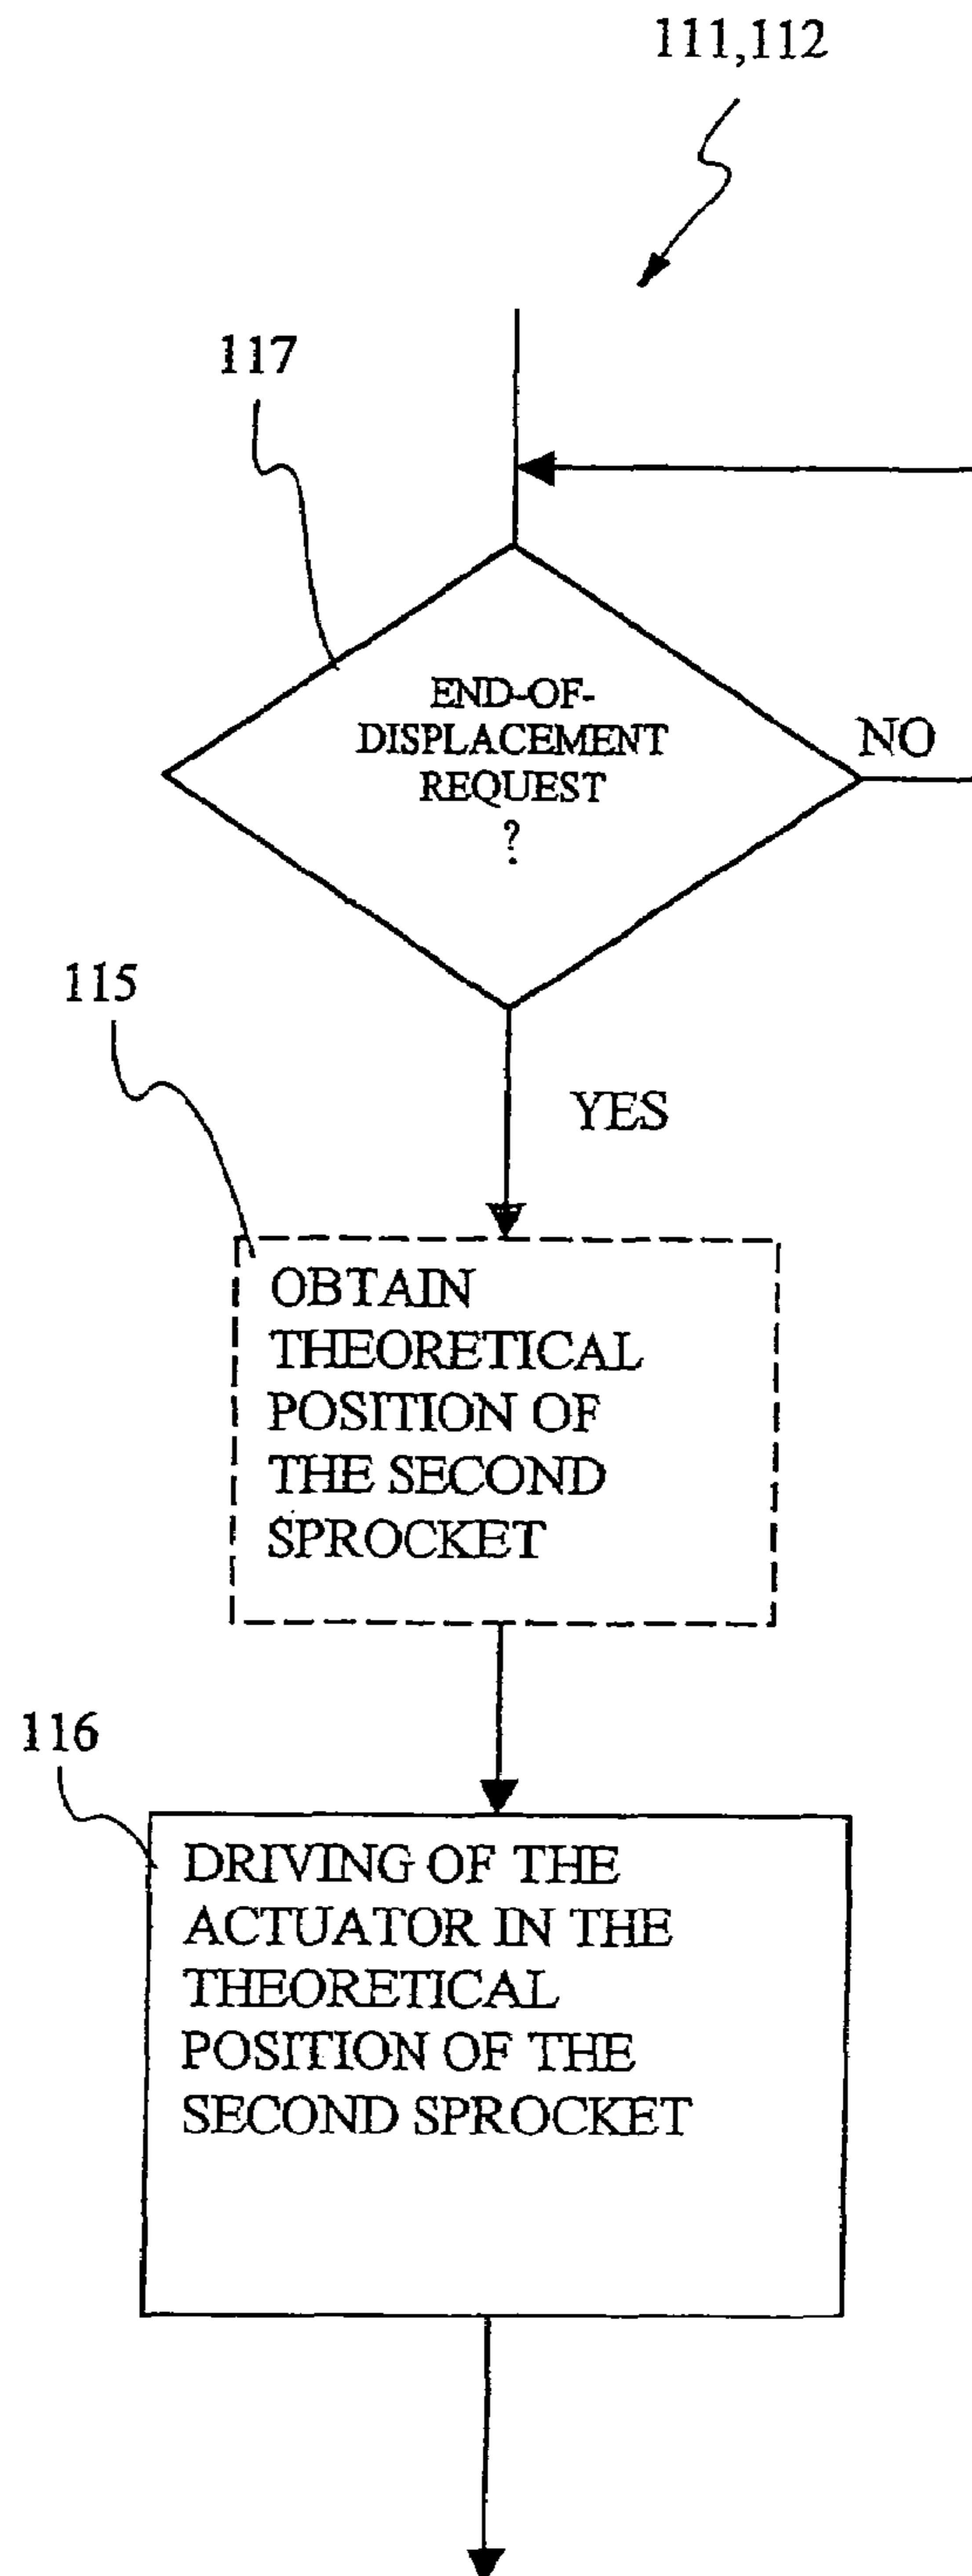 111,112
117
END-OF-
DISPLACEMENT
REQUEST
?
NO
115
YES
OBTAIN
THEORETICAL
POSITION OF
THE SECOND
SPROCKET
116
DRIVING OF THE
ACTUATOR IN THE
THEORETICAL
POSITION OF THE
SECOND SPROCKET